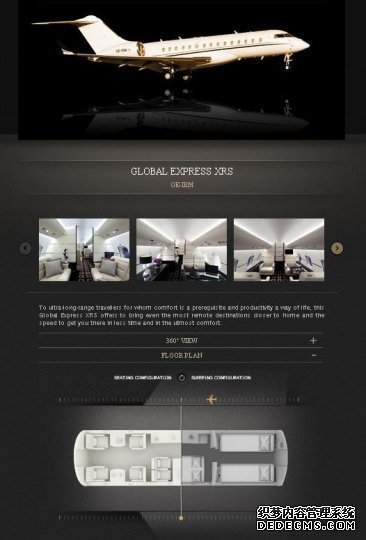 GLOBAL EXPRESS XRS
OE-IRM
To ultra-long-range travellers for whom comfort is a prerequisite and productivity a way of life, this
Global Express XRS offers to bring even the most remote destinations closer to home and the
speed to get you there in less time and in the utmost comfort.
360° VIEW +
FLOOR PLAN −
SEATING CONFIGURATION SLEEPING CONFIGURATION
织梦内容管理系统
DEDECMS.COM